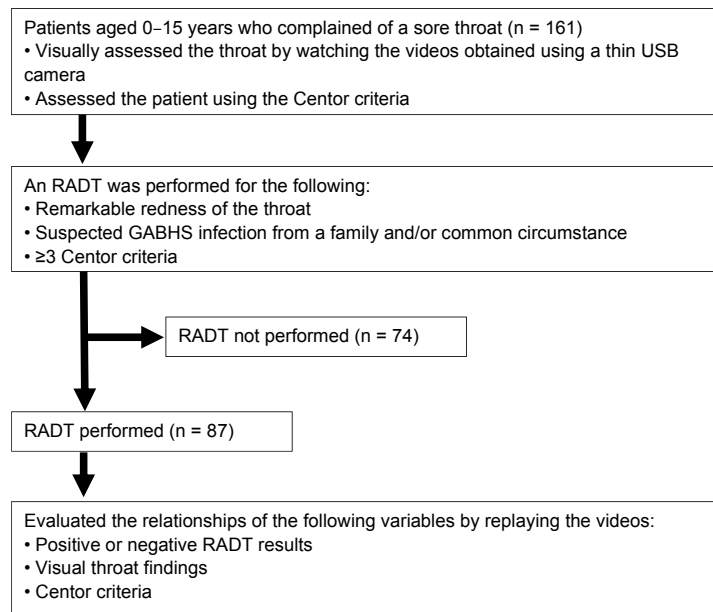 Patients aged 0–15 years who complained of a sore throat (n = 161)
• Visually assessed the throat by watching the videos obtained using a thin USB
camera
• Assessed the patient using the Centor criteria
An RADT was performed for the following:
• Remarkable redness of the throat
• Suspected GABHS infection from a family and/or common circumstance
• ≥3 Centor criteria
RADT not performed (n = 74)
RADT performed (n = 87)
Evaluated the relationships of the following variables by replaying the videos:
• Positive or negative RADT results
• Visual throat findings
• Centor criteria